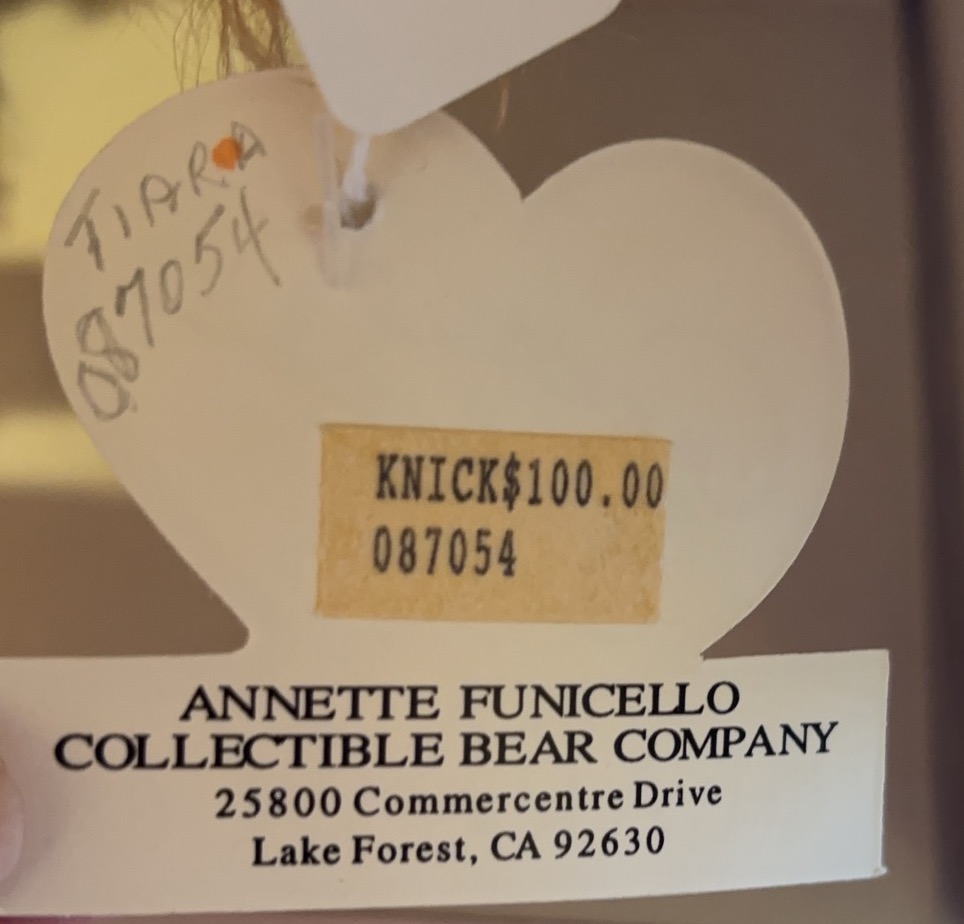 TIARA
087054
KNICK$100.00
087054
ANNETTE FUNICELLO
COLLECTIBLE BEAR COMPANY
25800 Commercentre Drive
Lake Forest, CA 92630